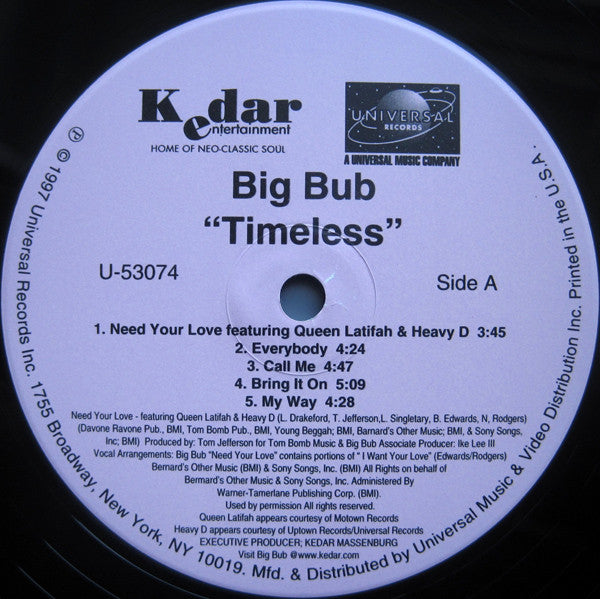 Kedar
entertainment
HOME OF NEO-CLASSIC SOUL
UNIVERSAL
RECORDS
A UNIVERSAL MUSIC COMPANY
Big Bub
“Timeless”
U-53074
Side A
1. Need Your Love featuring Queen Latifah & Heavy D 3:45
2. Everybody 4:24
3. Call Me 4:47
4. Bring It On 5:09
5. My Way 4:28
Need Your Love - featuring Queen Latifah & Heavy D (L. Drakeford, T. Jefferson,L. Singletary, B. Edwards, N, Rodgers)
(Davone Ravone Pub., BMI, Tom Bomb Pub., BMI, Young Beggah; BMI, Barnard's Other Music; BMI, & Sony Songs,
Inc; BMI) Produced by: Tom Jefferson for Tom Bomb Music & Big Bub Associate Producer: Ike Lee III
Vocal Arrangements: Big Bub "Need Your Love" contains portions of " I Want Your Love" (Edwards/Rodgers)
Bernard's Other Music (BMI) & Sony Songs, Inc. (BMI) All Rights on behalf of
Bermard's Other Music & Sony Songs, Inc. Administered By
Warner-Tamerlane Publishing Corp. (BMI).
Used by permission All rights reserved.
Queen Latifah appears courtesy of Motown Records
Heavy D appears courtesy of Uptown Records/Universal Records
EXECUTIVE PRODUCER; KEDAR MASSENBURG
Visit Big Bub @www.kedar.com
℗ © 1997 Universal Records Inc. 1755 Broadway, New York, NY 10019. Mfd. & Distributed by Universal Music & Video Distribution Inc. Printed in the U.S.A.